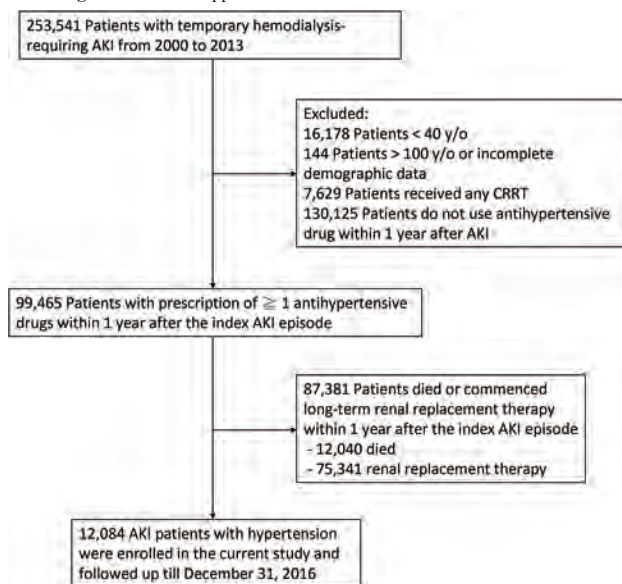 253,541 Patients with temporary hemodialysis-
requiring AKI from 2000 to 2013
Excluded:
16,178 Patients < 40 y/o
144 Patients > 100 y/o or incomplete
demographic data
7,629 Patients received any CRRT
130,125 Patients do not use antihypertensive
drug within 1 year after AKI
99,465 Patients with prescription of ≧ 1 antihypertensive
drugs within 1 year after the index AKI episode
87,381 Patients died or commenced
long-term renal replacement therapy
within 1 year after the index AKI episode
- 12,040 died
- 75,341 renal replacement therapy
12,084 AKI patients with hypertension
were enrolled in the current study and
followed up till December 31, 2016